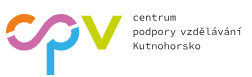 cpv
centrum
podpory vzdělávání
Kutnohorsko